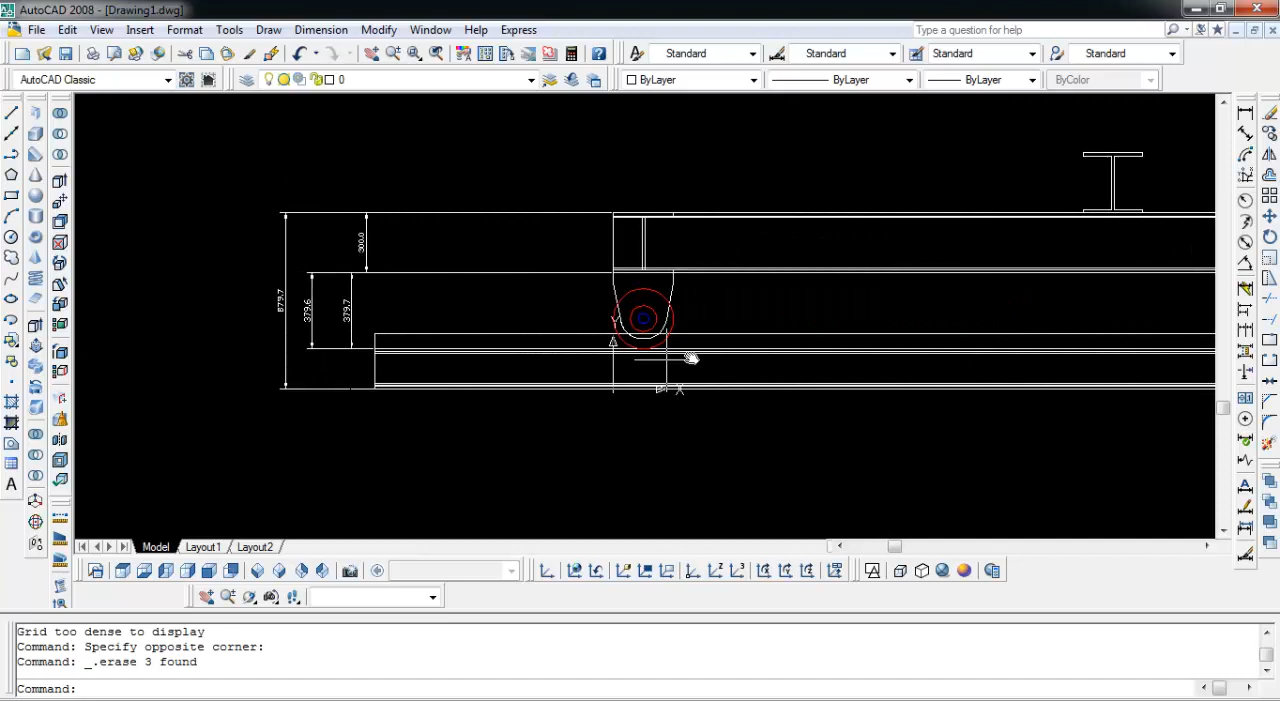 AutoCAD 2008 - [Drawing1.dwg]
File Edit View Insert Format Tools Draw Dimension Modify Window Help Express
Type a question for help
Standard Standard Standard Standard
AutoCAD Classic 0 ByLayer ByLayer ByLayer ByColor
300.0
879.7
379.6
379.7
Y
X
A
Model Layout1 Layout2
Grid too dense to display
Command: Specify opposite corner:
Command: _.erase 3 found
Command: